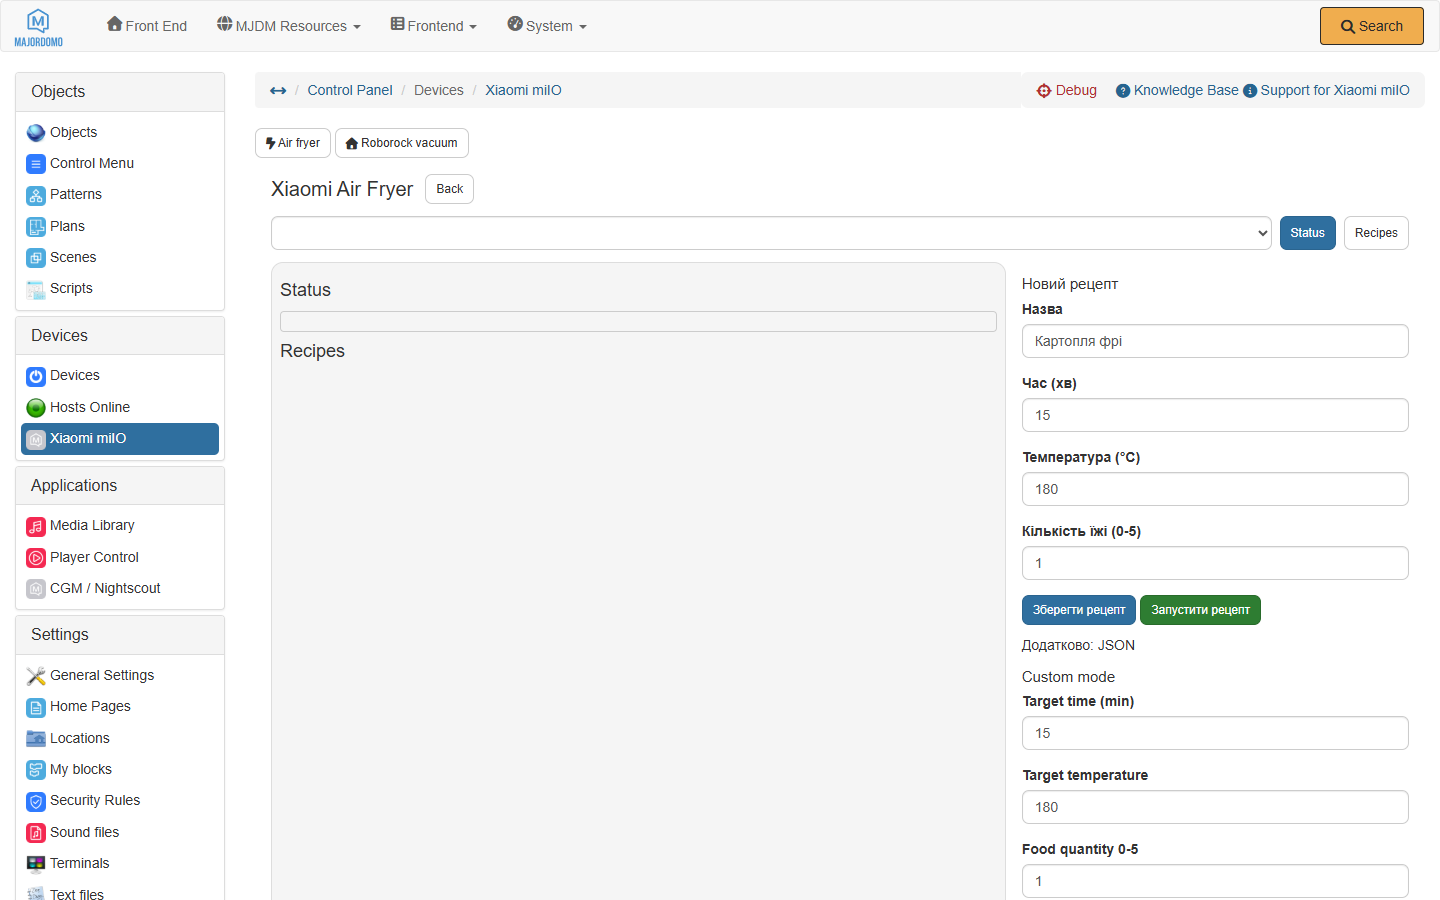 MAJORDOMO
Front End
MJDM Resources
Frontend
System
Search
Objects
Objects
Control Menu
Patterns
Plans
Scenes
Scripts
Devices
Devices
Hosts Online
Xiaomi miIO
Applications
Media Library
Player Control
CGM / Nightscout
Settings
General Settings
Home Pages
Locations
My blocks
Security Rules
Sound files
Terminals
Text files
/ Control Panel / Devices / Xiaomi miIO
Debug
Knowledge Base
Support for Xiaomi miIO
Air fryer
Roborock vacuum
Xiaomi Air Fryer
Back
Status
Recipes
Status
Recipes
Новий рецепт
Назва
Картопля фрі
Час (хв)
15
Температура (°C)
180
Кількість їжі (0-5)
1
Зберегти рецепт
Запустити рецепт
Додатково: JSON
Custom mode
Target time (min)
15
Target temperature
180
Food quantity 0-5
1